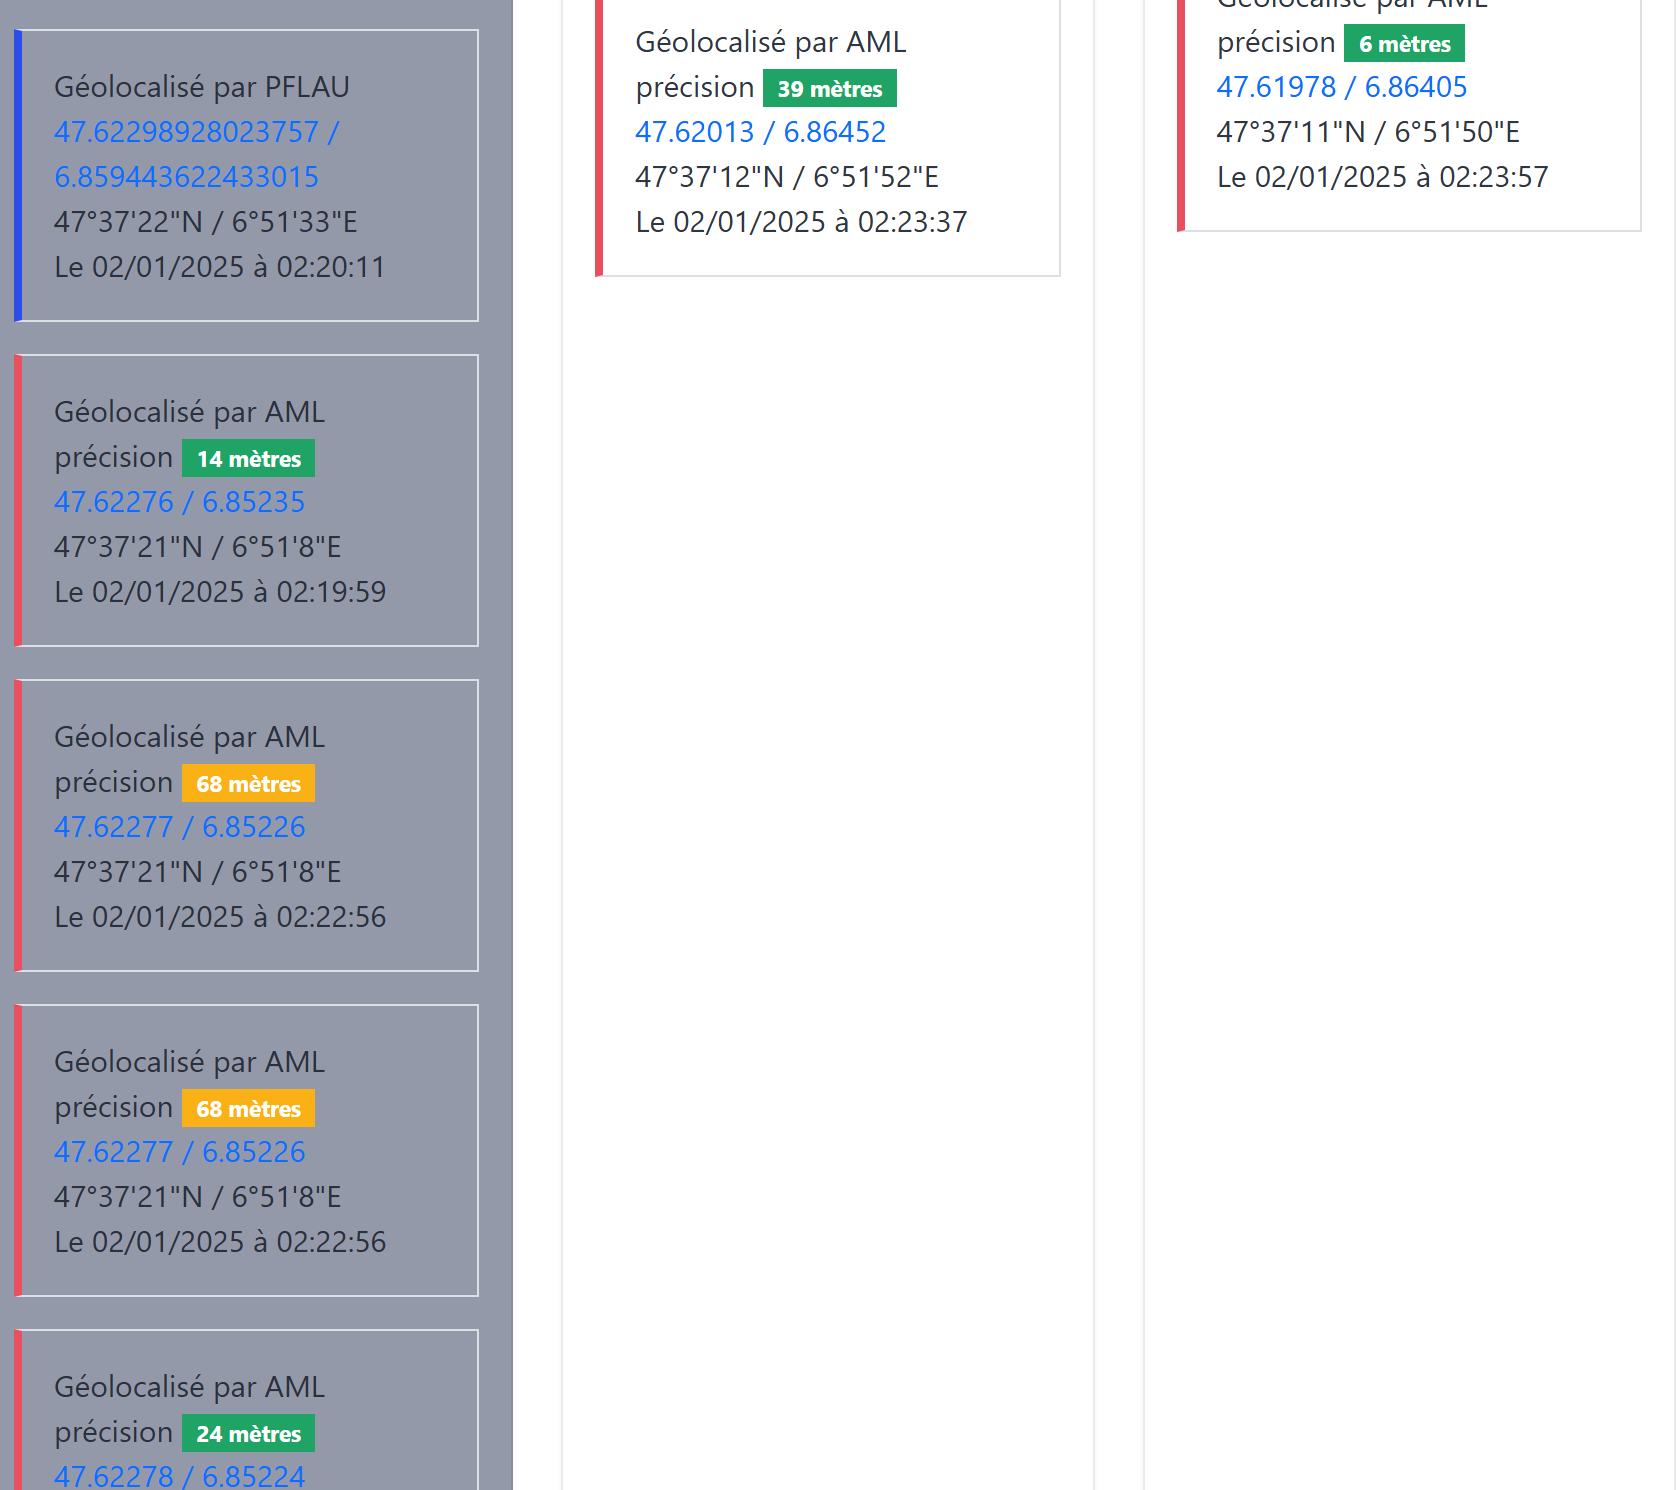 Géolocalisé par PFLAU
47.62298928023757 /
6.859443622433015
47°37'22"N / 6°51'33"E
Le 02/01/2025 à 02:20:11
Géolocalisé par AML
précision 14 mètres
47.62276 / 6.85235
47°37'21"N / 6°51'8"E
Le 02/01/2025 à 02:19:59
Géolocalisé par AML
précision 68 mètres
47.62277 / 6.85226
47°37'21"N / 6°51'8"E
Le 02/01/2025 à 02:22:56
Géolocalisé par AML
précision 68 mètres
47.62277 / 6.85226
47°37'21"N / 6°51'8"E
Le 02/01/2025 à 02:22:56
Géolocalisé par AML
précision 24 mètres
47.62278 / 6.85224
Géolocalisé par AML
précision 39 mètres
47.62013 / 6.86452
47°37'12"N / 6°51'52"E
Le 02/01/2025 à 02:23:37
Géolocalisé par AML
précision 6 mètres
47.61978 / 6.86405
47°37'11"N / 6°51'50"E
Le 02/01/2025 à 02:23:57